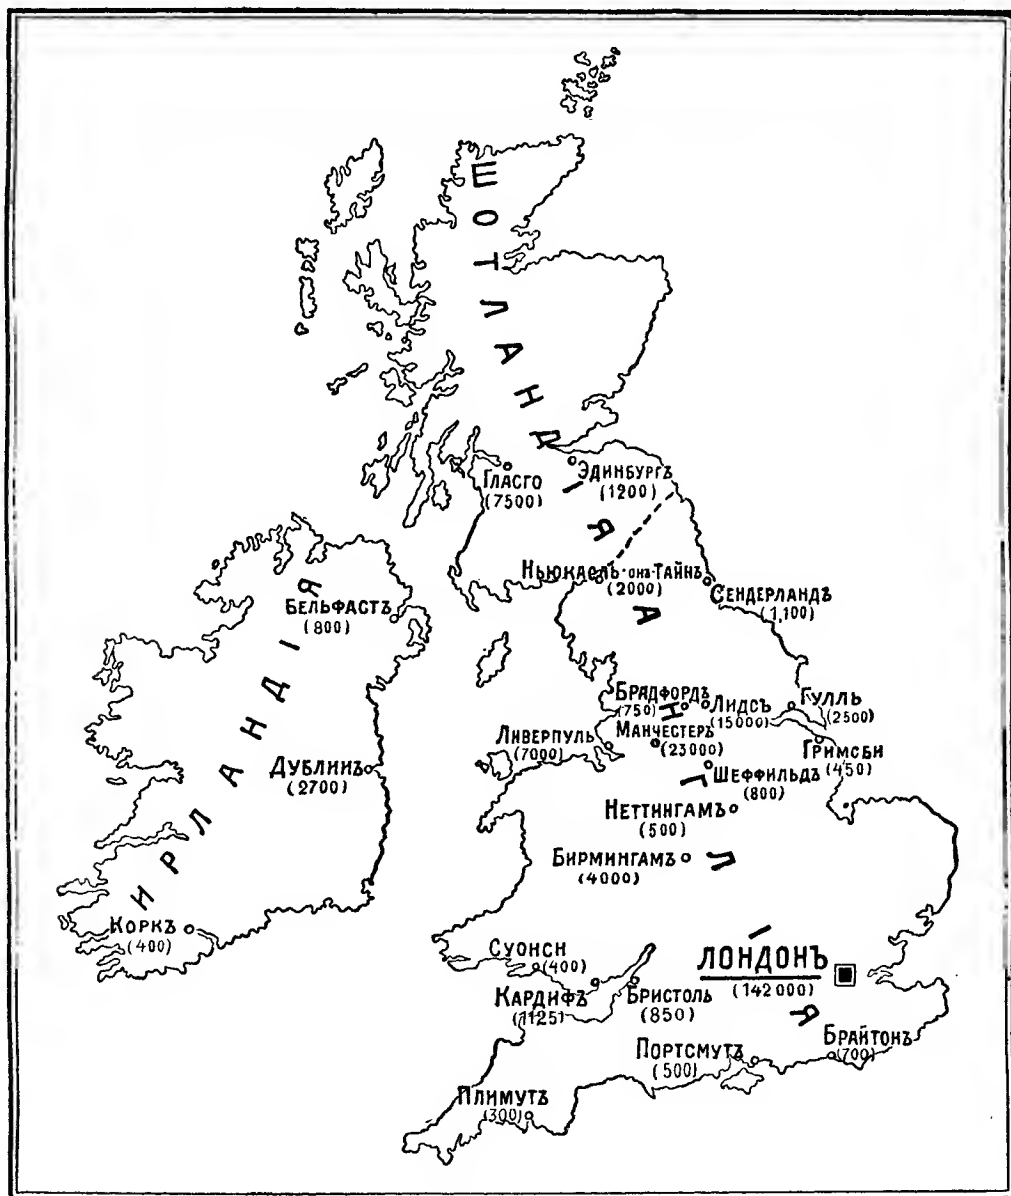 ШОТЛАНДІЯ
ГЛАСГО
(7500)
ЭДИНБУРГЪ
(1200)
НЬЮКАСЛЬ-ОНЪ-ТАЙНЪ
(2000)
СЕНДЕРЛАНДЪ
(1,100)
ИРЛАНДІЯ
БЕЛЬФАСТЪ
(800)
ДУБЛИНЪ
(2700)
КОРКЪ
(400)
АНГЛІЯ
БРАДФОРДЪ
(750)
ЛИДСЪ
(15000)
ГУЛЛЬ
(2500)
ЛИВЕРПУЛЬ
(7000)
МАНЧЕСТЕРЪ
(23000)
ГРИМСБИ
(450)
ШЕФФИЛЬДЪ
(800)
НЕТТИНГАМЪ
(500)
БИРМИНГАМЪ
(4000)
СУОНСИ
(400)
КАРДИФЪ
(1125)
БРИСТОЛЬ
(850)
ЛОНДОНЪ
(142000)
ПОРТСМУТЪ
(500)
БРАЙТОНЪ
(700)
ПЛИМУТЪ
(300)